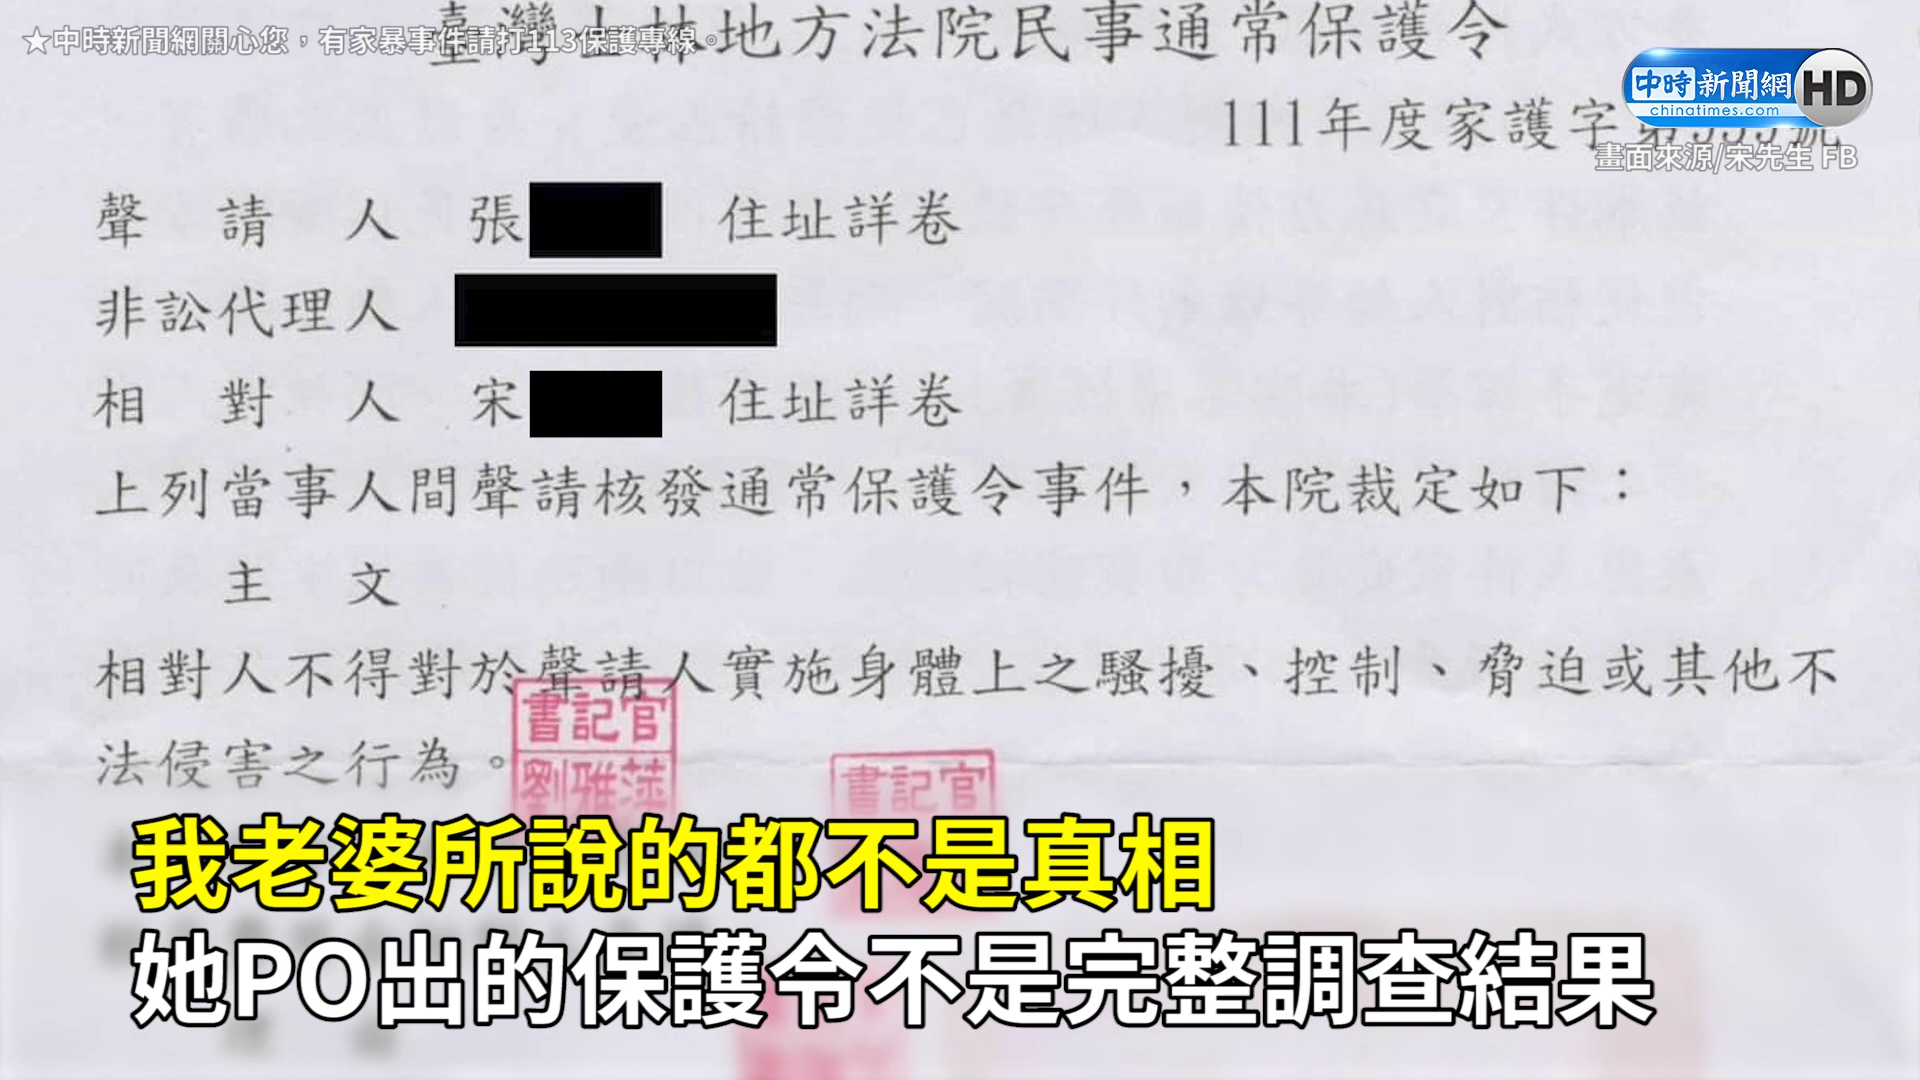 ★中時新聞網關心您，有家暴事件請打113保護專線。
臺灣士林地方法院民事通常保護令
中時新聞網 HD
chinatimes.com
111年度家護字第號
畫面來源/宋先生 FB
聲請人 張 住址詳卷
非訟代理人
相對人 宋 住址詳卷
上列當事人間聲請核發通常保護令事件，本院裁定如下：
主文
相對人不得對於聲請人實施身體上之騷擾、控制、脅迫或其他不
法侵害之行為。
書記官
劉雅萍
書記官
我老婆所說的都不是真相
她PO出的保護令不是完整調查結果